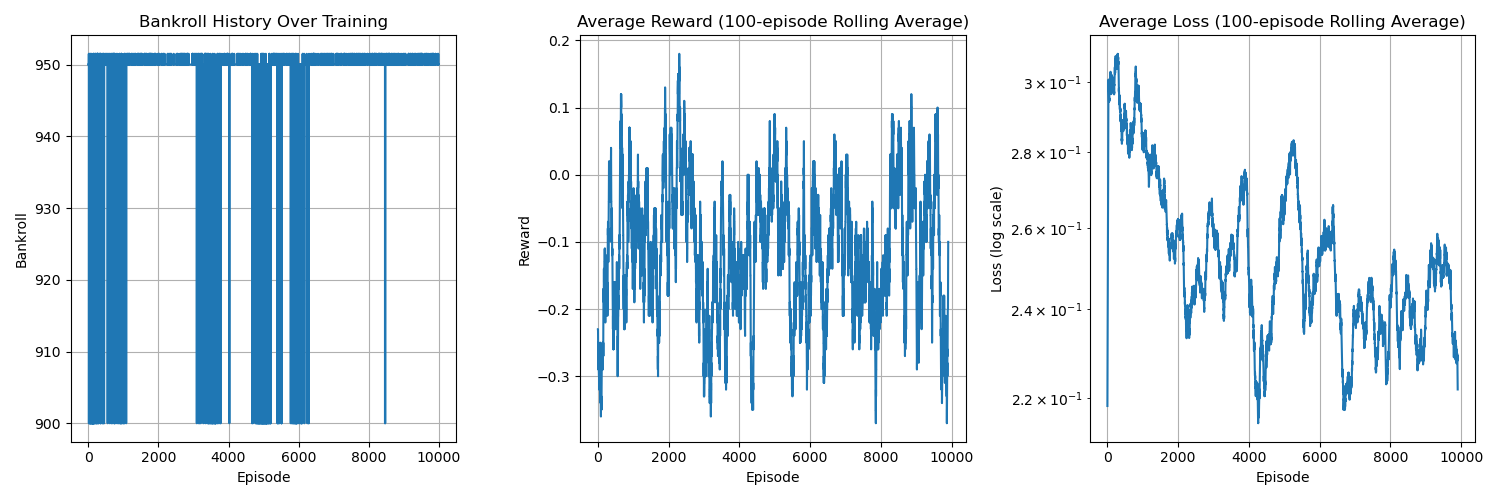 Bankroll History Over Training
Bankroll
950
940
930
920
910
900
0 2000 4000 6000 8000 10000
Episode
Average Reward (100-episode Rolling Average)
Reward
0.2
0.1
0.0
−0.1
−0.2
−0.3
0 2000 4000 6000 8000 10000
Episode
Average Loss (100-episode Rolling Average)
Loss (log scale)
3 × 10⁻¹
2.8 × 10⁻¹
2.6 × 10⁻¹
2.4 × 10⁻¹
2.2 × 10⁻¹
0 2000 4000 6000 8000 10000
Episode